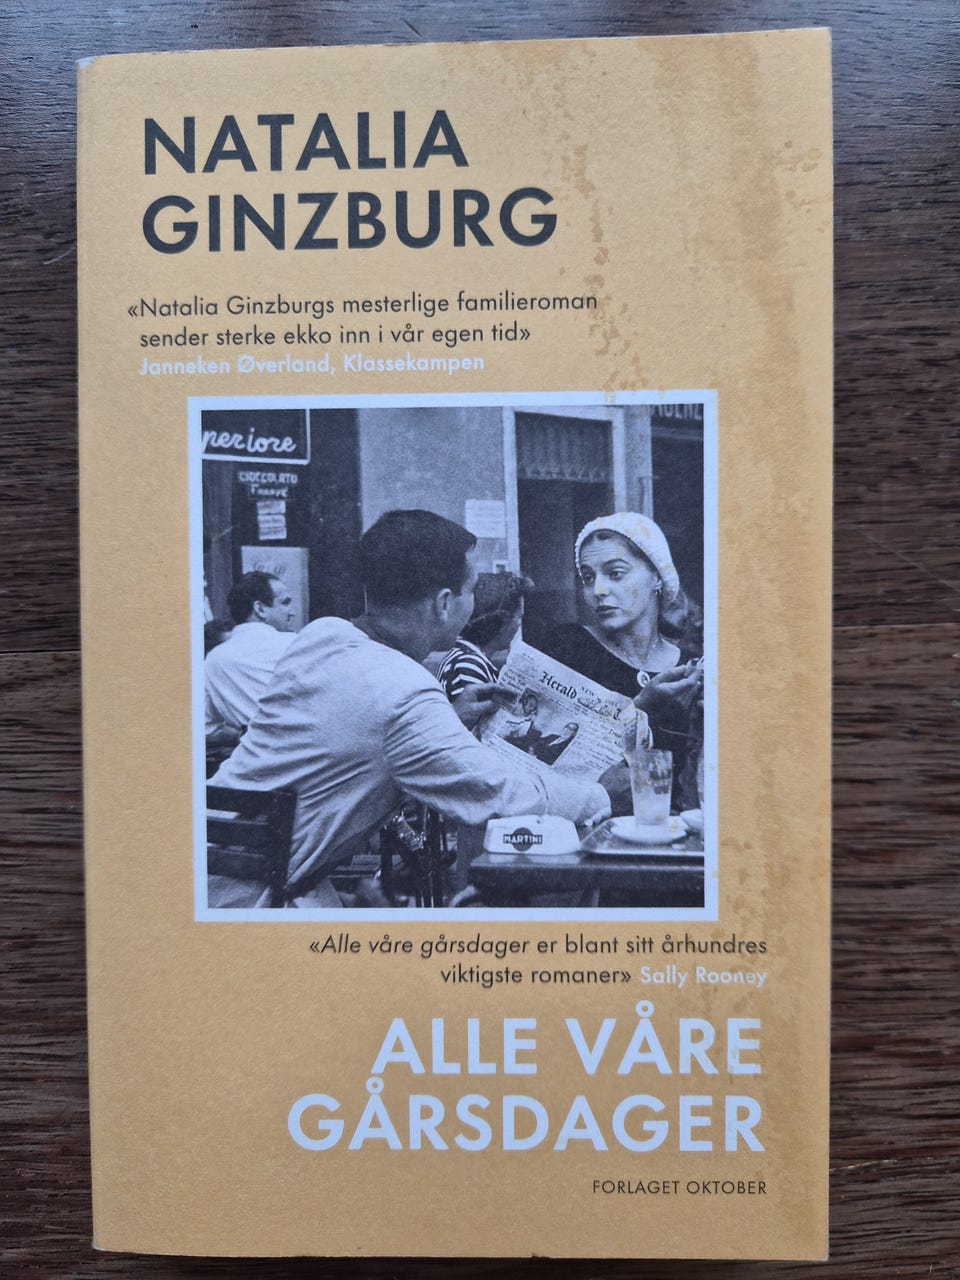 NATALIA
GINZBURG
«Natalia Ginzburgs mesterlige familieroman
sender sterke ekko inn i vår egen tid»
Janneken Øverland, Klassekampen
periore
CIOCCOLATO
Herald
MARTINI
«Alle våre gårsdager er blant sitt århundres
viktigste romaner» Sally Rooney
ALLE VÅRE
GÅRSDAGER
FORLAGET OKTOBER